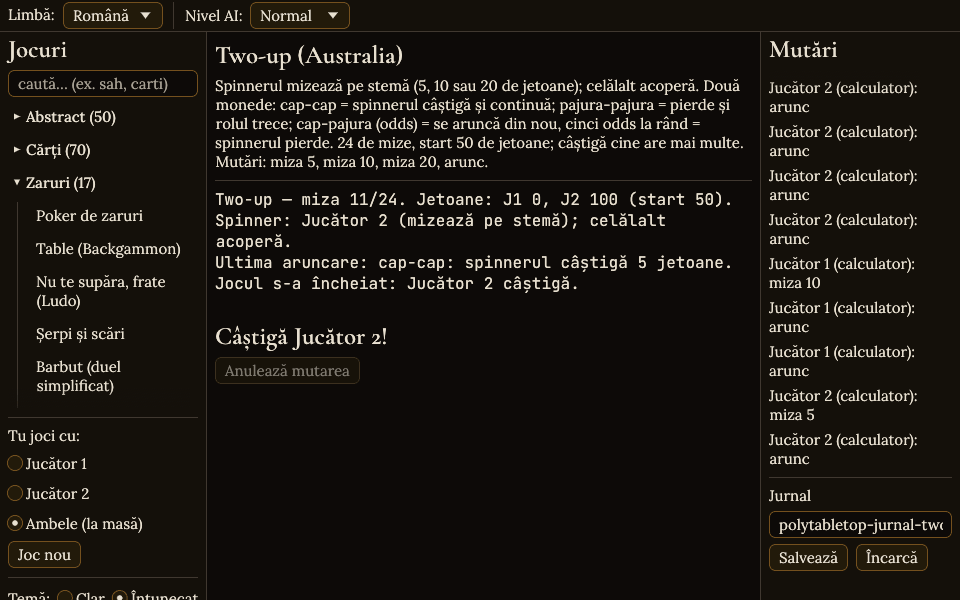 Limbă:
Română
Nivel AI:
Normal
Jocuri
caută... (ex. sah, carti)
Abstract (50)
Cărți (70)
Zaruri (17)
Poker de zaruri
Table (Backgammon)
Nu te supăra, frate
(Ludo)
Șerpi și scări
Barbut (duel
simplificat)
Tu joci cu:
Jucător 1
Jucător 2
Ambele (la masă)
Joc nou
Temă:
Clar
Întunecat
Two-up (Australia)
Spinnerul mizează pe stemă (5, 10 sau 20 de jetoane); celălalt acoperă. Două
monede: cap-cap = spinnerul câștigă și continuă; pajura-pajura = pierde și
rolul trece; cap-pajura (odds) = se aruncă din nou, cinci odds la rând =
spinnerul pierde. 24 de mize, start 50 de jetoane; câștigă cine are mai multe.
Mutări: miza 5, miza 10, miza 20, arunc.
Two-up — miza 11/24. Jetoane: J1 0, J2 100 (start 50).
Spinner: Jucător 2 (mizează pe stemă); celălalt
acoperă.
Ultima aruncare: cap-cap: spinnerul câștigă 5 jetoane.
Jocul s-a încheiat: Jucător 2 câștigă.
Câștigă Jucător 2!
Anulează mutarea
Mutări
Jucător 2 (calculator):
arunc
Jucător 2 (calculator):
arunc
Jucător 2 (calculator):
arunc
Jucător 2 (calculator):
arunc
Jucător 1 (calculator):
miza 10
Jucător 1 (calculator):
arunc
Jucător 1 (calculator):
arunc
Jucător 2 (calculator):
miza 5
Jucător 2 (calculator):
arunc
Jurnal
polytabletop-jurnal-two
Salvează
Încarcă